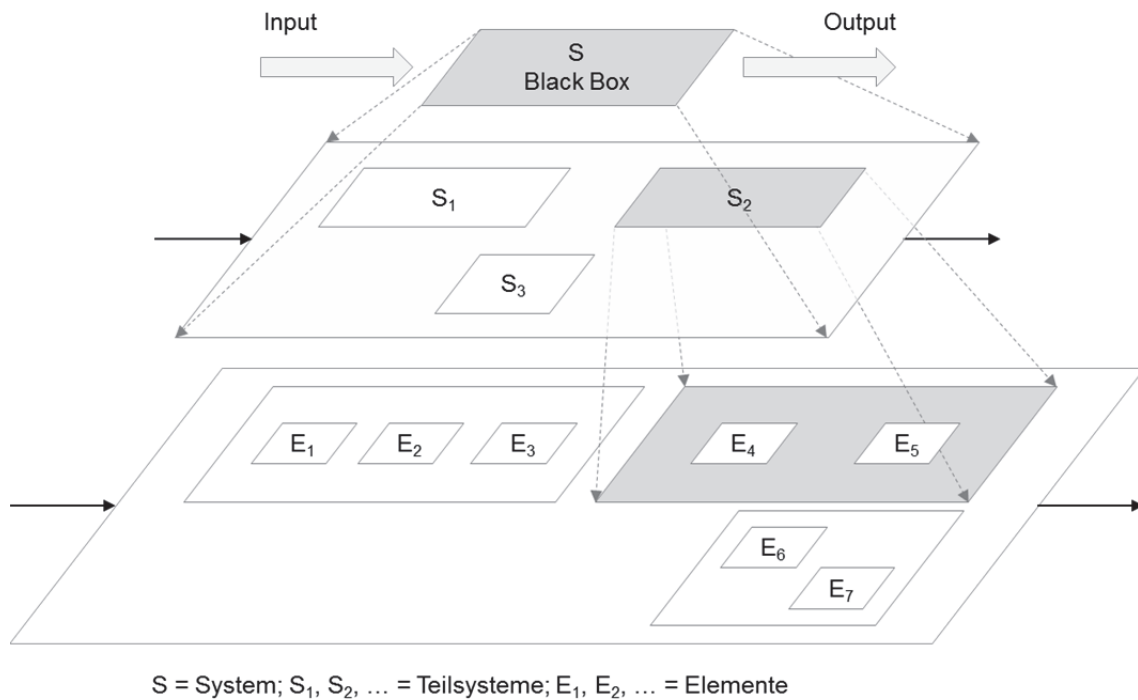 Input
Output
S
Black Box
S₁
S₂
S₃
E₁
E₂
E₃
E₄
E₅
E₆
E₇
S = System; S₁, S₂, … = Teilsysteme; E₁, E₂, … = Elemente